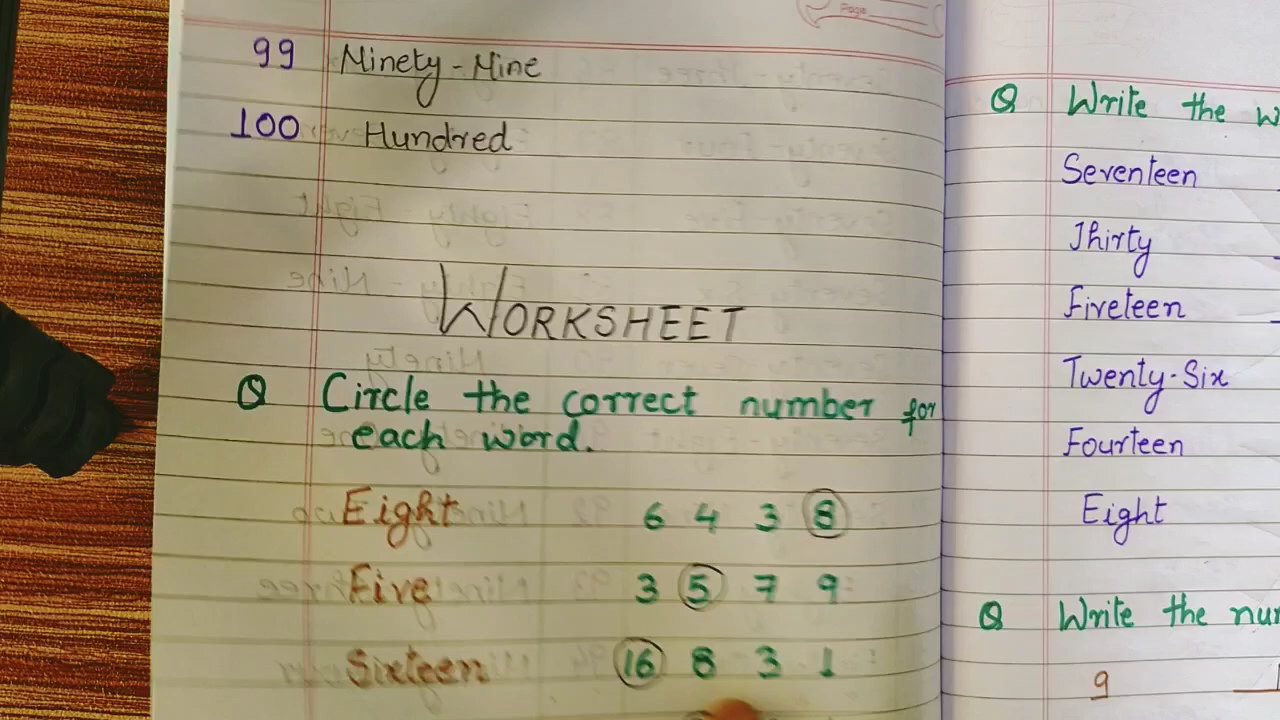 Page
99 Ninety-Nine
100 Hundred
WORKSHEET
Q Circle the correct number for
each word.
Eight 6 4 3 8
Five 3 5 7 9
Sixteen 16 8 3 1
Q Write the
Seventeen
Thirty
Fiveteen
Twenty-Six
Fourteen
Eight
Q Write the
9